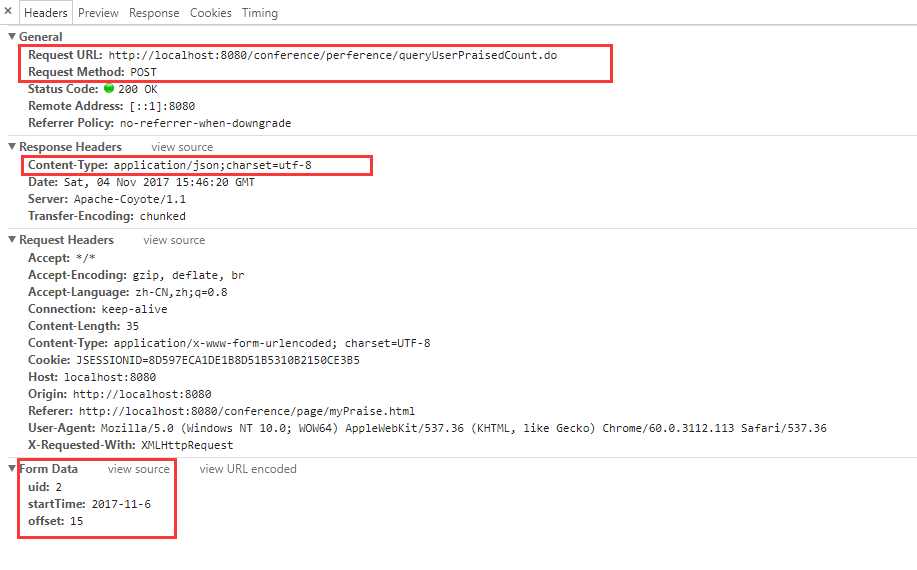 × Headers Preview Response Cookies Timing
▼ General
Request URL: http://localhost:8080/conference/perference/queryUserPraisedCount.do
Request Method: POST
Status Code: 200 OK
Remote Address: [::1]:8080
Referrer Policy: no-referrer-when-downgrade
▼ Response Headers view source
Content-Type: application/json;charset=utf-8
Date: Sat, 04 Nov 2017 15:46:20 GMT
Server: Apache-Coyote/1.1
Transfer-Encoding: chunked
▼ Request Headers view source
Accept: */*
Accept-Encoding: gzip, deflate, br
Accept-Language: zh-CN,zh;q=0.8
Connection: keep-alive
Content-Length: 35
Content-Type: application/x-www-form-urlencoded; charset=UTF-8
Cookie: JSESSIONID=8D597ECA1DE1B8D51B5310B2150CE3B5
Host: localhost:8080
Origin: http://localhost:8080
Referer: http://localhost:8080/conference/page/myPraise.html
User-Agent: Mozilla/5.0 (Windows NT 10.0; WOW64) AppleWebKit/537.36 (KHTML, like Gecko) Chrome/60.0.3112.113 Safari/537.36
X-Requested-With: XMLHttpRequest
▼ Form Data view source view URL encoded
uid: 2
startTime: 2017-11-6
offset: 15